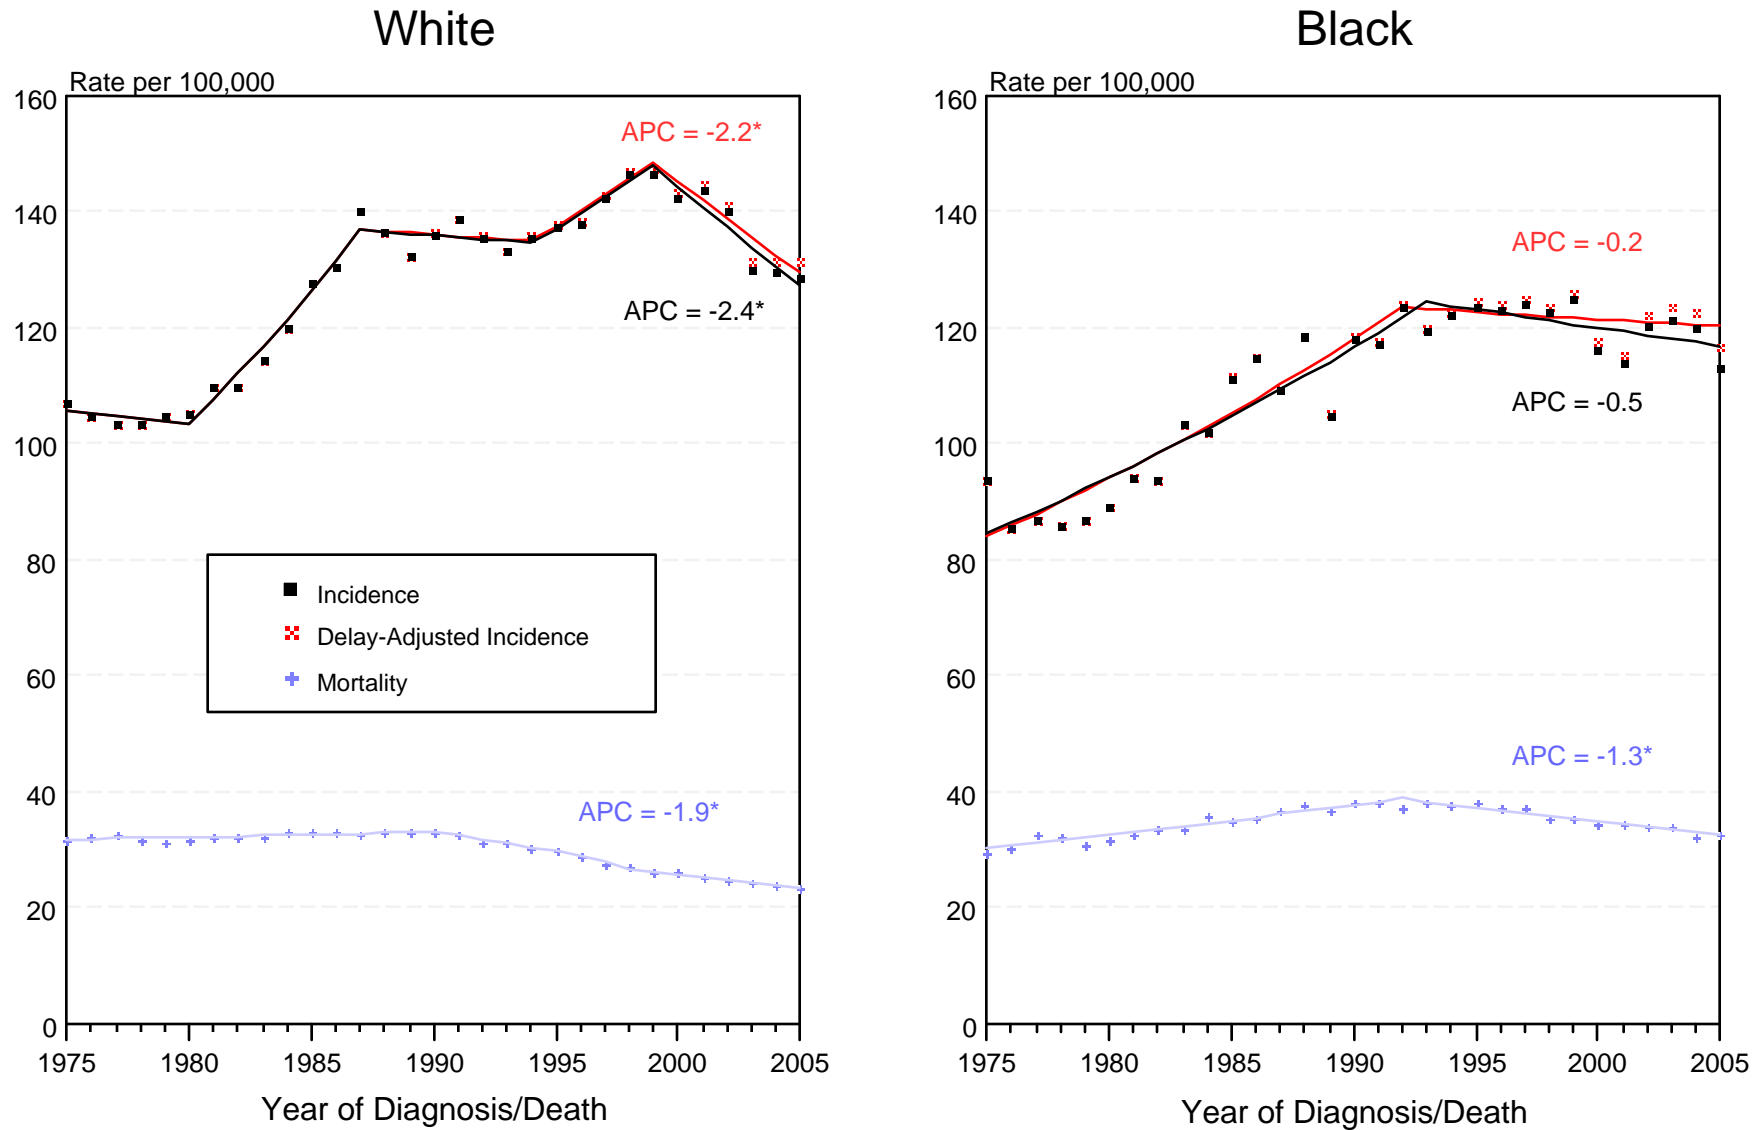 White
Rate per 100,000
160
140
120
100
80
60
40
20
0
APC = -2.2*
APC = -2.4*
Incidence
Delay-Adjusted Incidence
Mortality
APC = -1.9*
1975 1980 1985 1990 1995 2000 2005
Year of Diagnosis/Death
Black
Rate per 100,000
160
140
120
100
80
60
40
20
0
APC = -0.2
APC = -0.5
APC = -1.3*
1975 1980 1985 1990 1995 2000 2005
Year of Diagnosis/Death